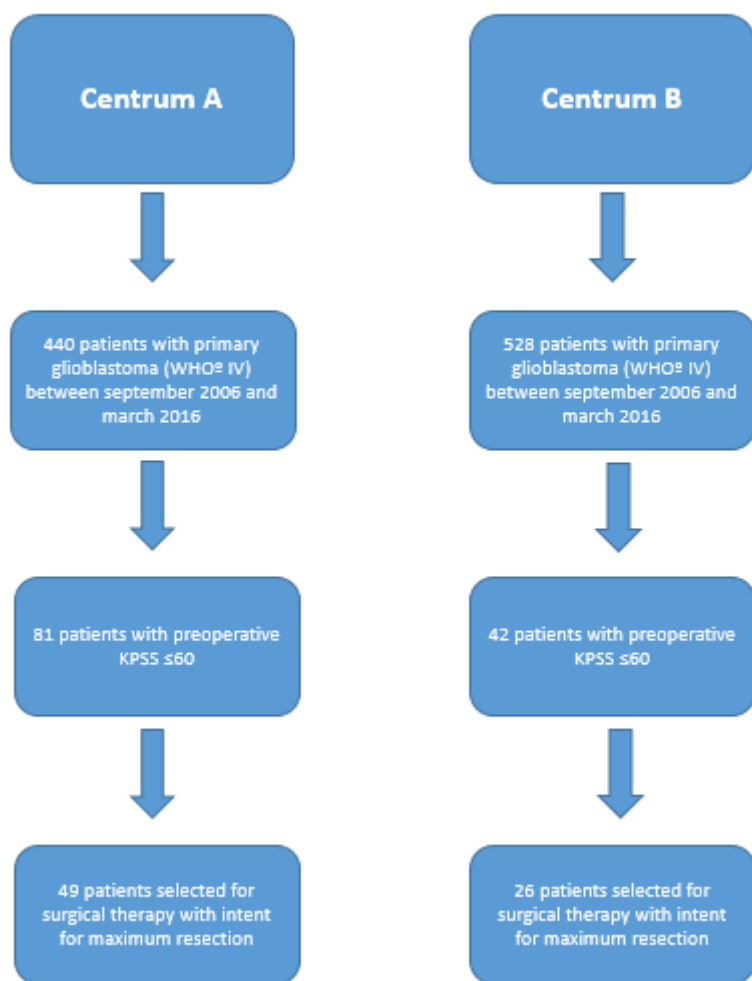 Centrum A
440 patients with primary
glioblastoma (WHOº IV)
between september 2006 and
march 2016
81 patients with preoperative
KPSS ≤60
49 patients selected for
surgical therapy with intent
for maximum resection
Centrum B
528 patients with primary
glioblastoma (WHOº IV)
between september 2006 and
march 2016
42 patients with preoperative
KPSS ≤60
26 patients selected for
surgical therapy with intent
for maximum resection